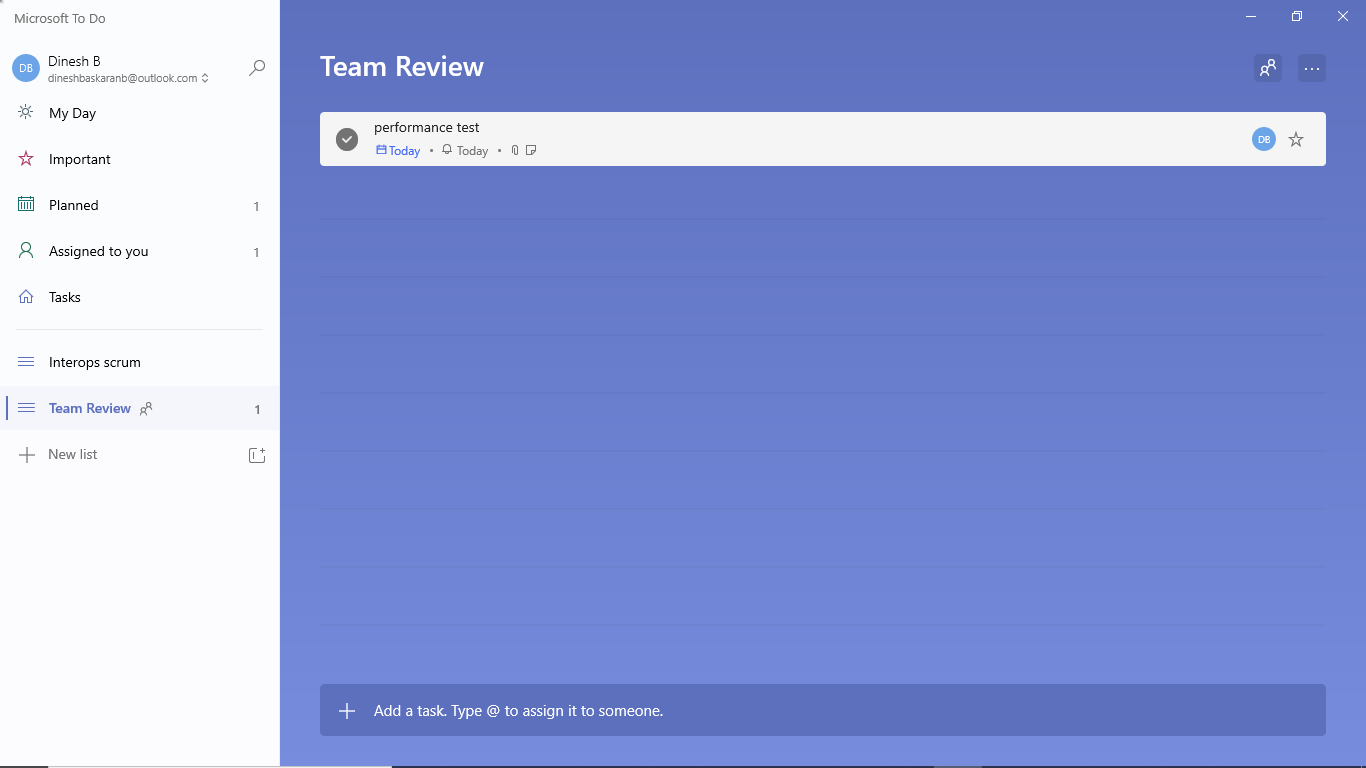 Microsoft To Do
DB
Dinesh B
dineshbaskaranb@outlook.com
My Day
Important
Planned 1
Assigned to you 1
Tasks
Interops scrum
Team Review 1
New list
Team Review
performance test
Today • Today •
DB
Add a task. Type @ to assign it to someone.